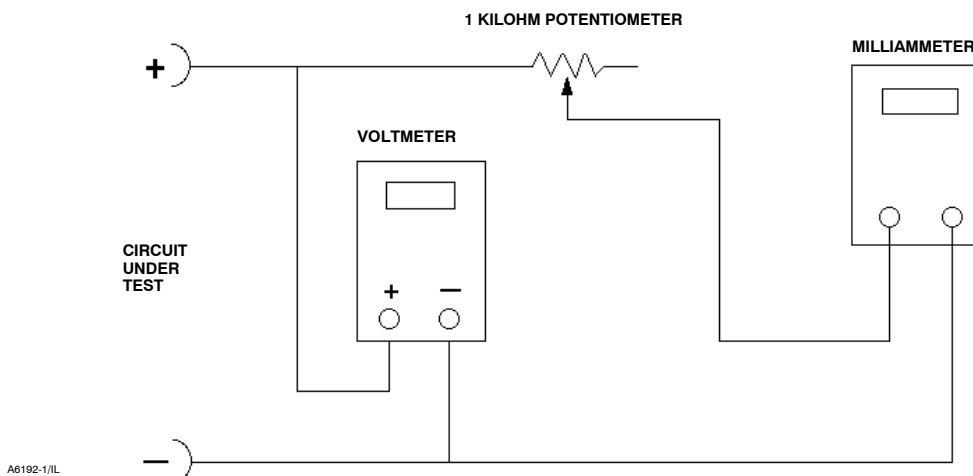 1 KILOHM POTENTIOMETER
MILLIAMMETER
+
VOLTMETER
CIRCUIT
UNDER
TEST
+ —
—
A6192-1/IL